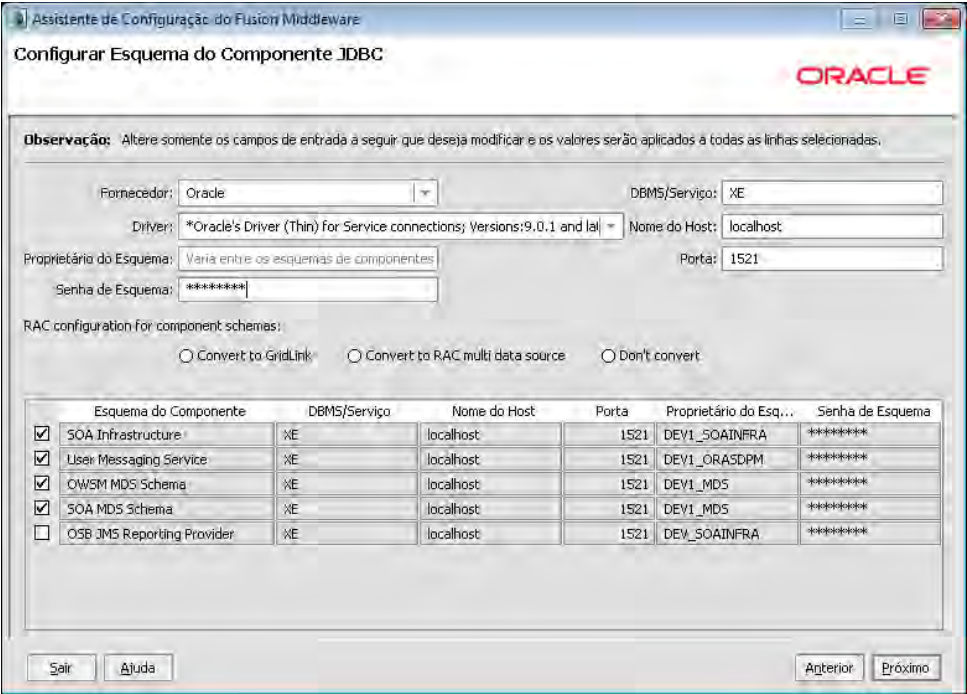 Assistente de Configuração do Fusion Middleware
Configurar Esquema do Componente JDBC
ORACLE
Observação: Altere somente os campos de entrada a seguir que deseja modificar e os valores serão aplicados a todas as linhas selecionadas.
Fornecedor: Oracle DBMS/Serviço: XE
Driver: *Oracle's Driver (Thin) for Service connections; Versions:9.0.1 and lat Nome do Host: localhost
Proprietário do Esquema: Varia entre os esquemas de componentes Porta: 1521
Senha de Esquema: ********
RAC configuration for component schemas:
Convert to GridLink Convert to RAC multi data source Don't convert
Esquema do Componente DBMS/Serviço Nome do Host Porta Proprietário do Esq... Senha de Esquema
SOA Infrastructure XE localhost 1521 DEV1_SOAINFRA ********
User Messaging Service XE localhost 1521 DEV1_ORASDPM ********
OWSM MDS Schema XE localhost 1521 DEV1_MDS ********
SOA MDS Schema XE localhost 1521 DEV1_MDS ********
OSB JMS Reporting Provider XE localhost 1521 DEV_SOAINFRA ********
Sair Ajuda Anterior Próximo